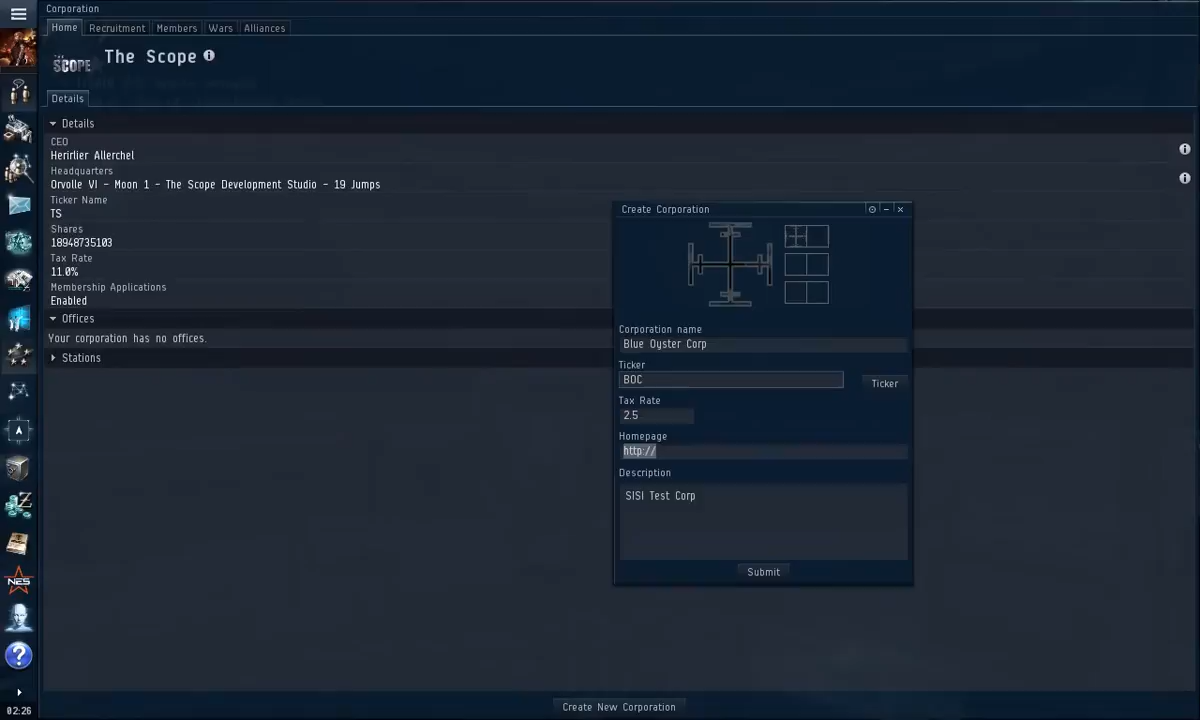 Corporation
Home Recruitment Members Wars Alliances
SCOPE The Scope
Details
Details
CEO
Herirlier Allerchel
Headquarters
Orvolle VI - Moon 1 - The Scope Development Studio - 19 Jumps
Ticker Name
TS
Shares
18948735103
Tax Rate
11.0%
Membership Applications
Enabled
Offices
Your corporation has no offices.
Stations
Create Corporation
Corporation name
Blue Oyster Corp
Ticker
BOC Ticker
Tax Rate
2.5
Homepage
http://
Description
SISI Test Corp
Submit
Create New Corporation
NES
?
02:26